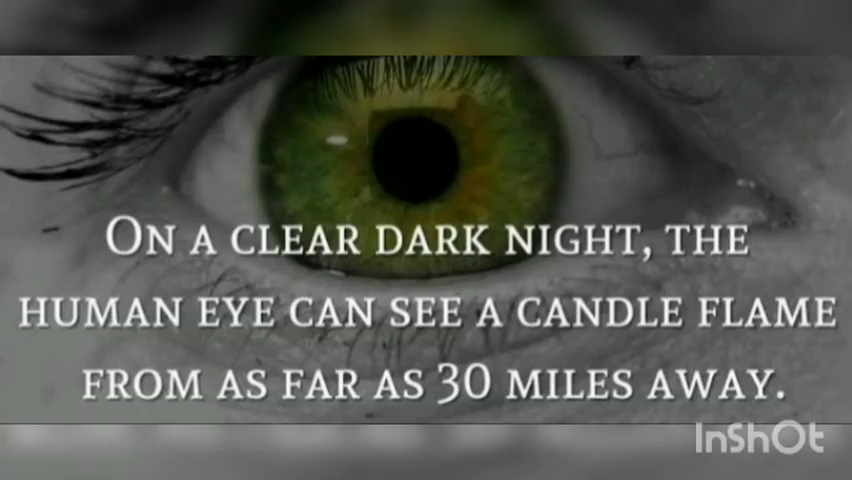 On a clear dark night, the
human eye can see a candle flame
from as far as 30 miles away.
InShOt